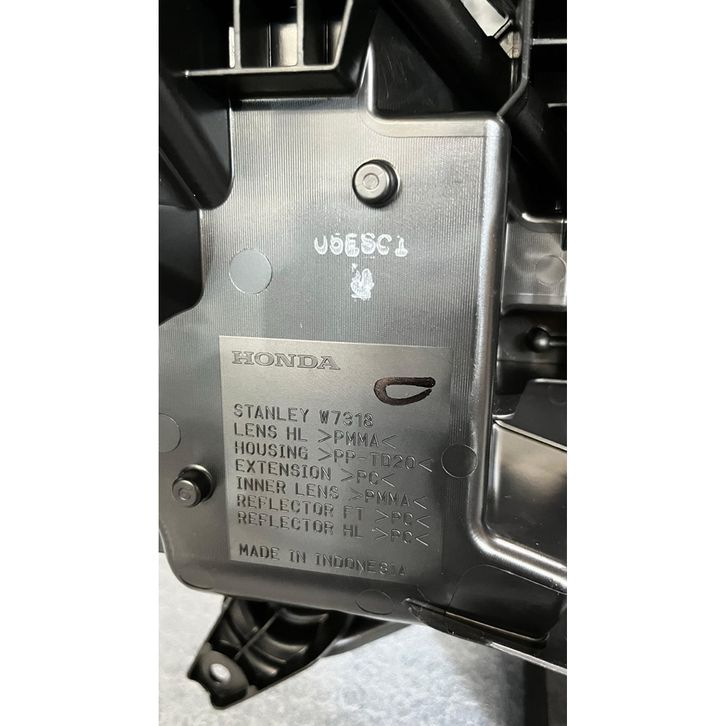 06ESC1
HONDA
STANLEY W7318
LENS HL >PMMA<
HOUSING >PP-TD20<
EXTENSION >PC<
INNER LENS >PMMA<
REFLECTOR FT >PC<
REFLECTOR HL >PC<
MADE IN INDONESIA